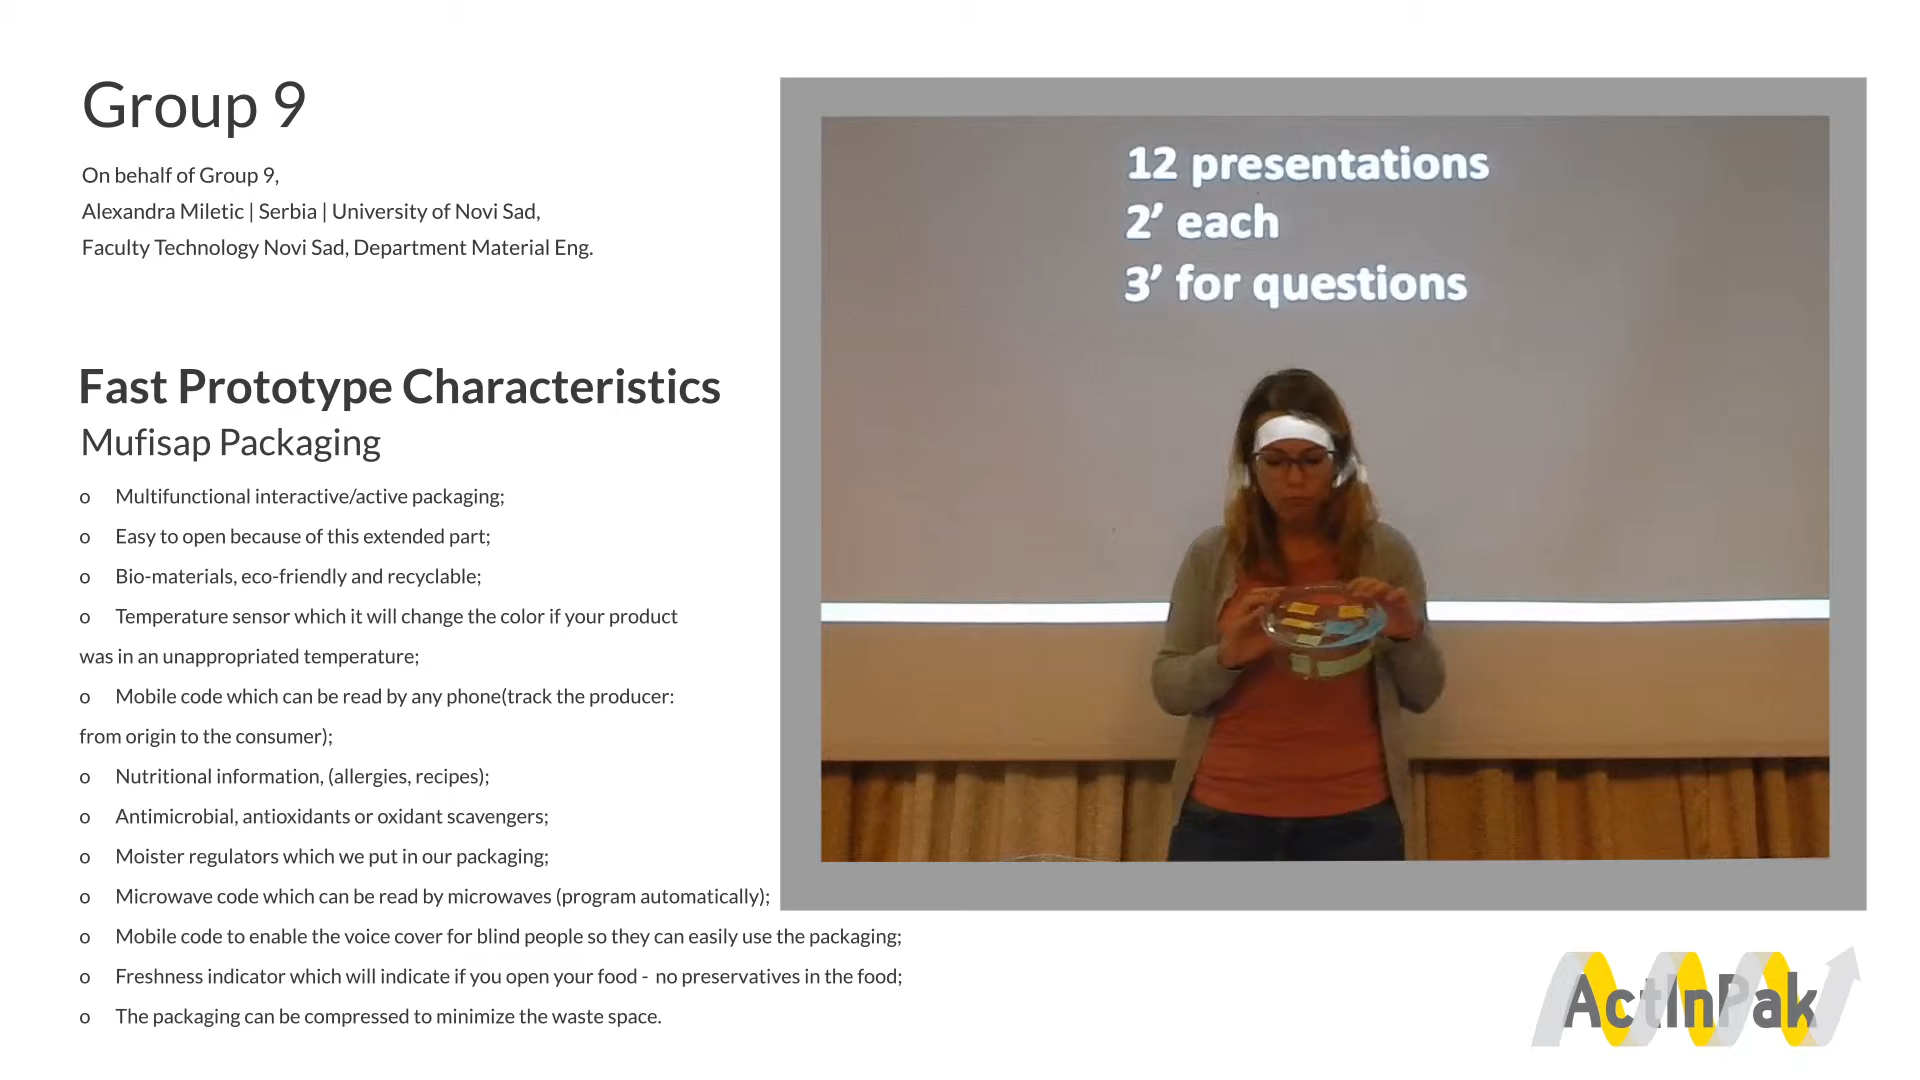 Group 9
On behalf of Group 9,
Alexandra Miletic | Serbia | University of Novi Sad,
Faculty Technology Novi Sad, Department Material Eng.
Fast Prototype Characteristics
Mufisap Packaging
o Multifunctional interactive/active packaging;
o Easy to open because of this extended part;
o Bio-materials, eco-friendly and recyclable;
o Temperature sensor which it will change the color if your product
was in an unappropriated temperature;
o Mobile code which can be read by any phone(track the producer:
from origin to the consumer);
o Nutritional information, (allergies, recipes);
o Antimicrobial, antioxidants or oxidant scavengers;
o Moister regulators which we put in our packaging;
o Microwave code which can be read by microwaves (program automatically);
o Mobile code to enable the voice cover for blind people so they can easily use the packaging;
o Freshness indicator which will indicate if you open your food - no preservatives in the food;
o The packaging can be compressed to minimize the waste space.
12 presentations
2’ each
3’ for questions
ActInPak